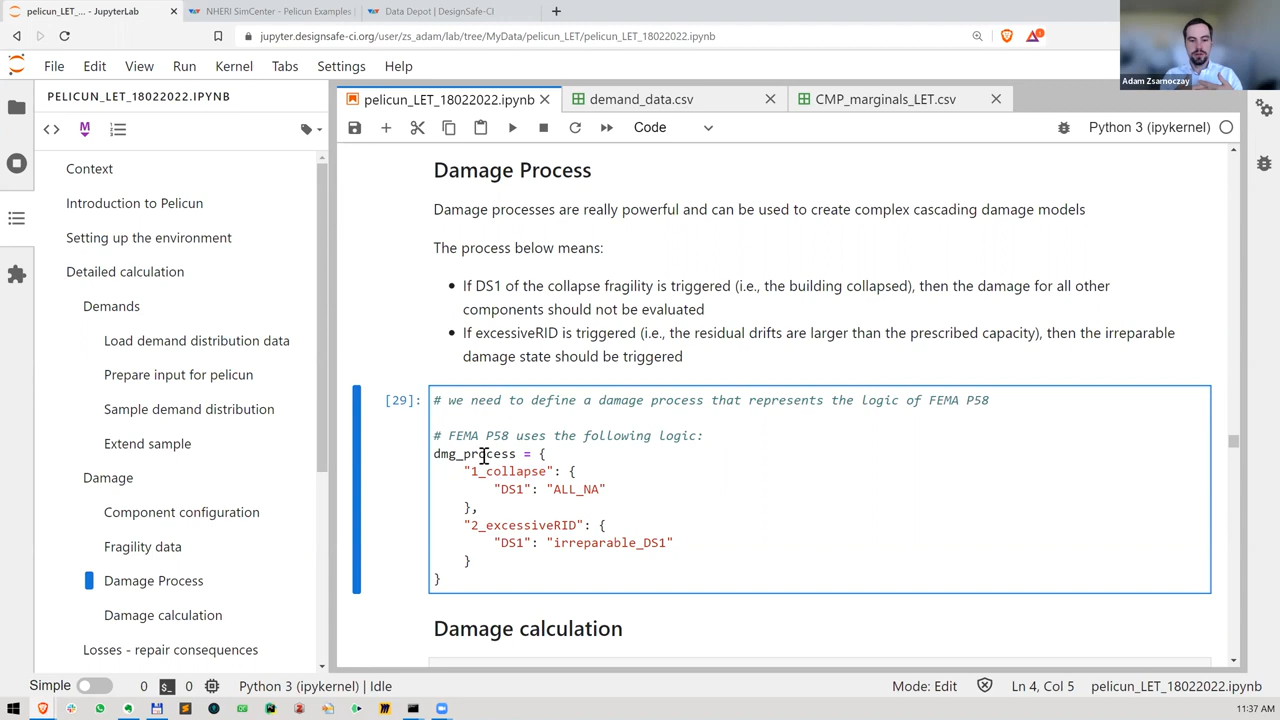 pelicun_LET_... - JupyterLab
NHERI SimCenter - Pelicun Examples
Data Depot | DesignSafe-CI
jupyter.designsafe-ci.org/user/zs_adam/lab/tree/MyData/pelicun_LET/pelicun_LET_18022022.ipynb
Adam Zsarnoczay
File Edit View Run Kernel Tabs Settings Help
PELICUN_LET_18022022.IPYNB
pelicun_LET_18022022.ipynb
demand_data.csv
CMP_marginals_LET.csv
Code
Python 3 (ipykernel)
Context
Introduction to Pelicun
Setting up the environment
Detailed calculation
Demands
Load demand distribution data
Prepare input for pelicun
Sample demand distribution
Extend sample
Damage
Component configuration
Fragility data
Damage Process
Damage calculation
Losses - repair consequences
Damage Process
Damage processes are really powerful and can be used to create complex cascading damage models
The process below means:
If DS1 of the collapse fragility is triggered (i.e., the building collapsed), then the damage for all other
components should not be evaluated
If excessiveRID is triggered (i.e., the residual drifts are larger than the prescribed capacity), then the irreparable
damage state should be triggered
[29]:
# we need to define a damage process that represents the logic of FEMA P58
# FEMA P58 uses the following logic:
dmg_process = {
"1_collapse": {
"DS1": "ALL_NA"
},
"2_excessiveRID": {
"DS1": "irreparable_DS1"
}
}
Damage calculation
Simple
0
0
Python 3 (ipykernel) | Idle
Mode: Edit
Ln 4, Col 5
pelicun_LET_18022022.ipynb
11:37 AM